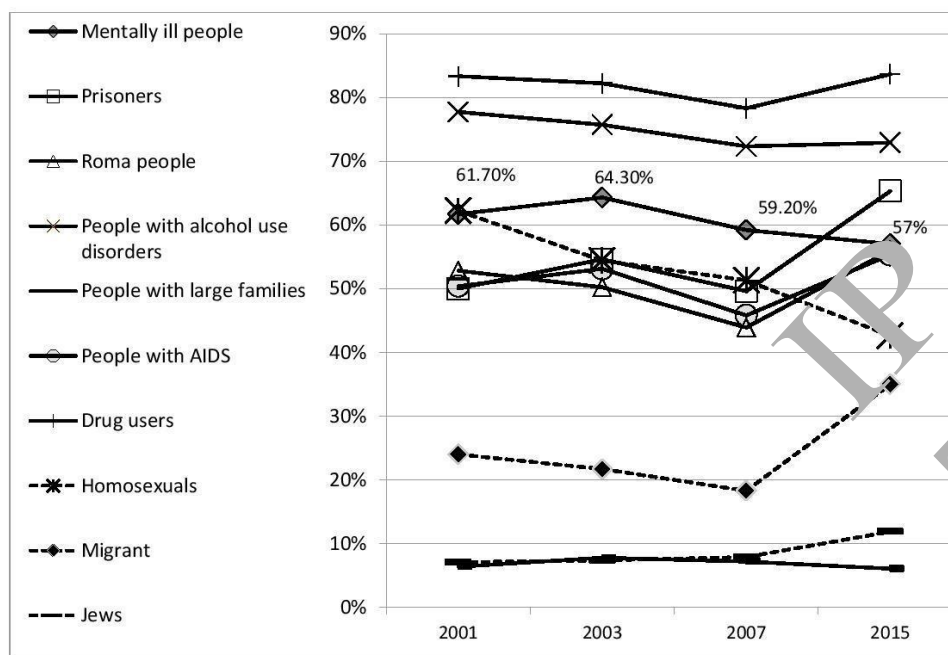 Mentally ill people
Prisoners
Roma people
People with alcohol use
disorders
People with large families
People with AIDS
Drug users
Homosexuals
Migrant
Jews
90%
80%
70%
60%
50%
40%
30%
20%
10%
0%
61.70%
64.30%
59.20%
57%
2001
2003
2007
2015
IP